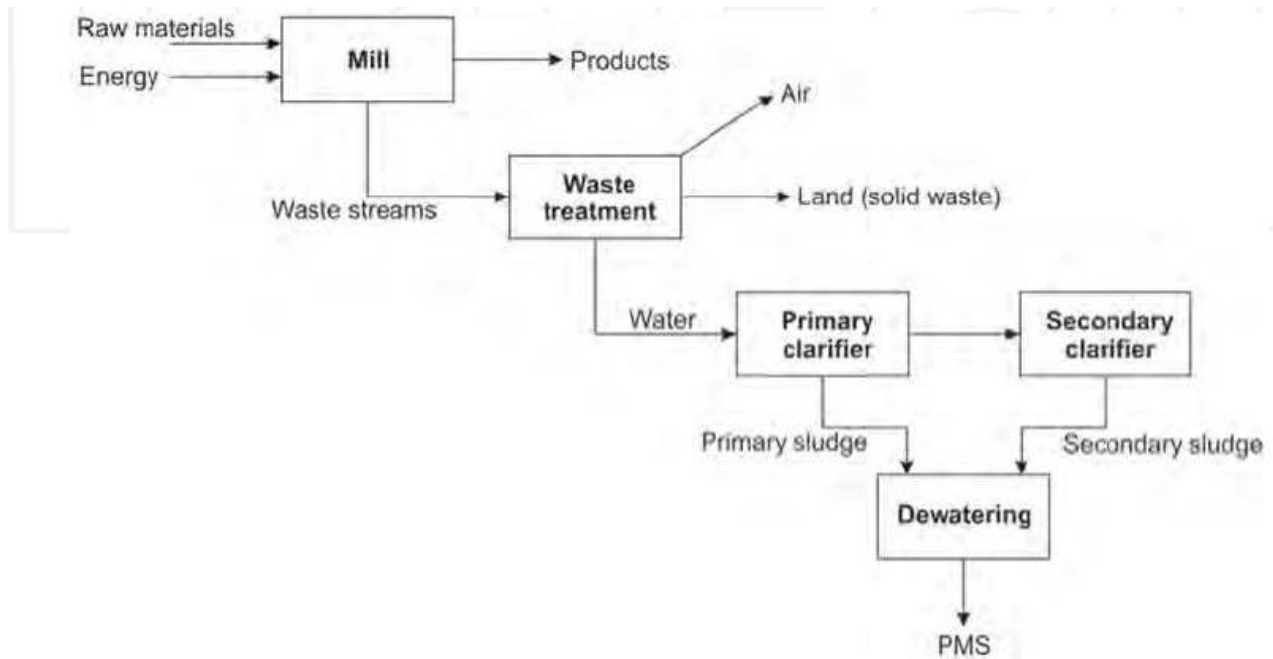 Raw materials
Mill
Energy
Products
Air
Waste
treatment
Land (solid waste)
Waste streams
Water
Primary
clarifier
Secondary
clarifier
Primary sludge
Secondary sludge
Dewatering
PMS